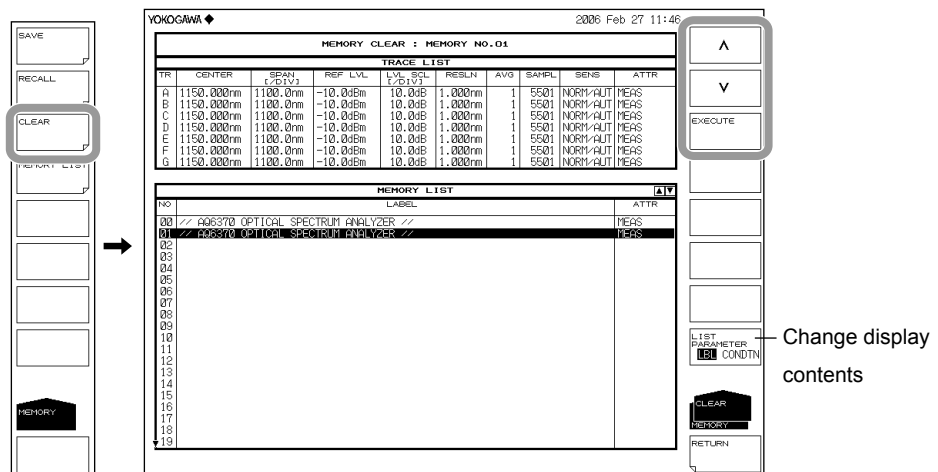 SAVE
RECALL
CLEAR
MEMORY LIST
MEMORY
YOKOGAWA ◆ 2006 Feb 27 11:46
MEMORY CLEAR : MEMORY NO.01
TRACE LIST
TR CENTER SPAN [/DIV] REF LVL LVL SCL [/DIV] RESLN AVG SAMPL SENS ATTR
A 1150.000nm 1100.0nm -10.0dBm 10.0dB 1.000nm 1 5501 NORM/AUT MEAS
B 1150.000nm 1100.0nm -10.0dBm 10.0dB 1.000nm 1 5501 NORM/AUT MEAS
C 1150.000nm 1100.0nm -10.0dBm 10.0dB 1.000nm 1 5501 NORM/AUT MEAS
D 1150.000nm 1100.0nm -10.0dBm 10.0dB 1.000nm 1 5501 NORM/AUT MEAS
E 1150.000nm 1100.0nm -10.0dBm 10.0dB 1.000nm 1 5501 NORM/AUT MEAS
F 1150.000nm 1100.0nm -10.0dBm 10.0dB 1.000nm 1 5501 NORM/AUT MEAS
G 1150.000nm 1100.0nm -10.0dBm 10.0dB 1.000nm 1 5501 NORM/AUT MEAS
MEMORY LIST
NO LABEL ATTR
00 // AQ6370 OPTICAL SPECTRUM ANALYZER // MEAS
01 // AQ6370 OPTICAL SPECTRUM ANALYZER // MEAS
02
03
04
05
06
07
08
09
10
11
12
13
14
15
16
17
18
19
EXECUTE
LIST
PARAMETER
LBL CONDTN
CLEAR
MEMORY
RETURN
Change display
contents